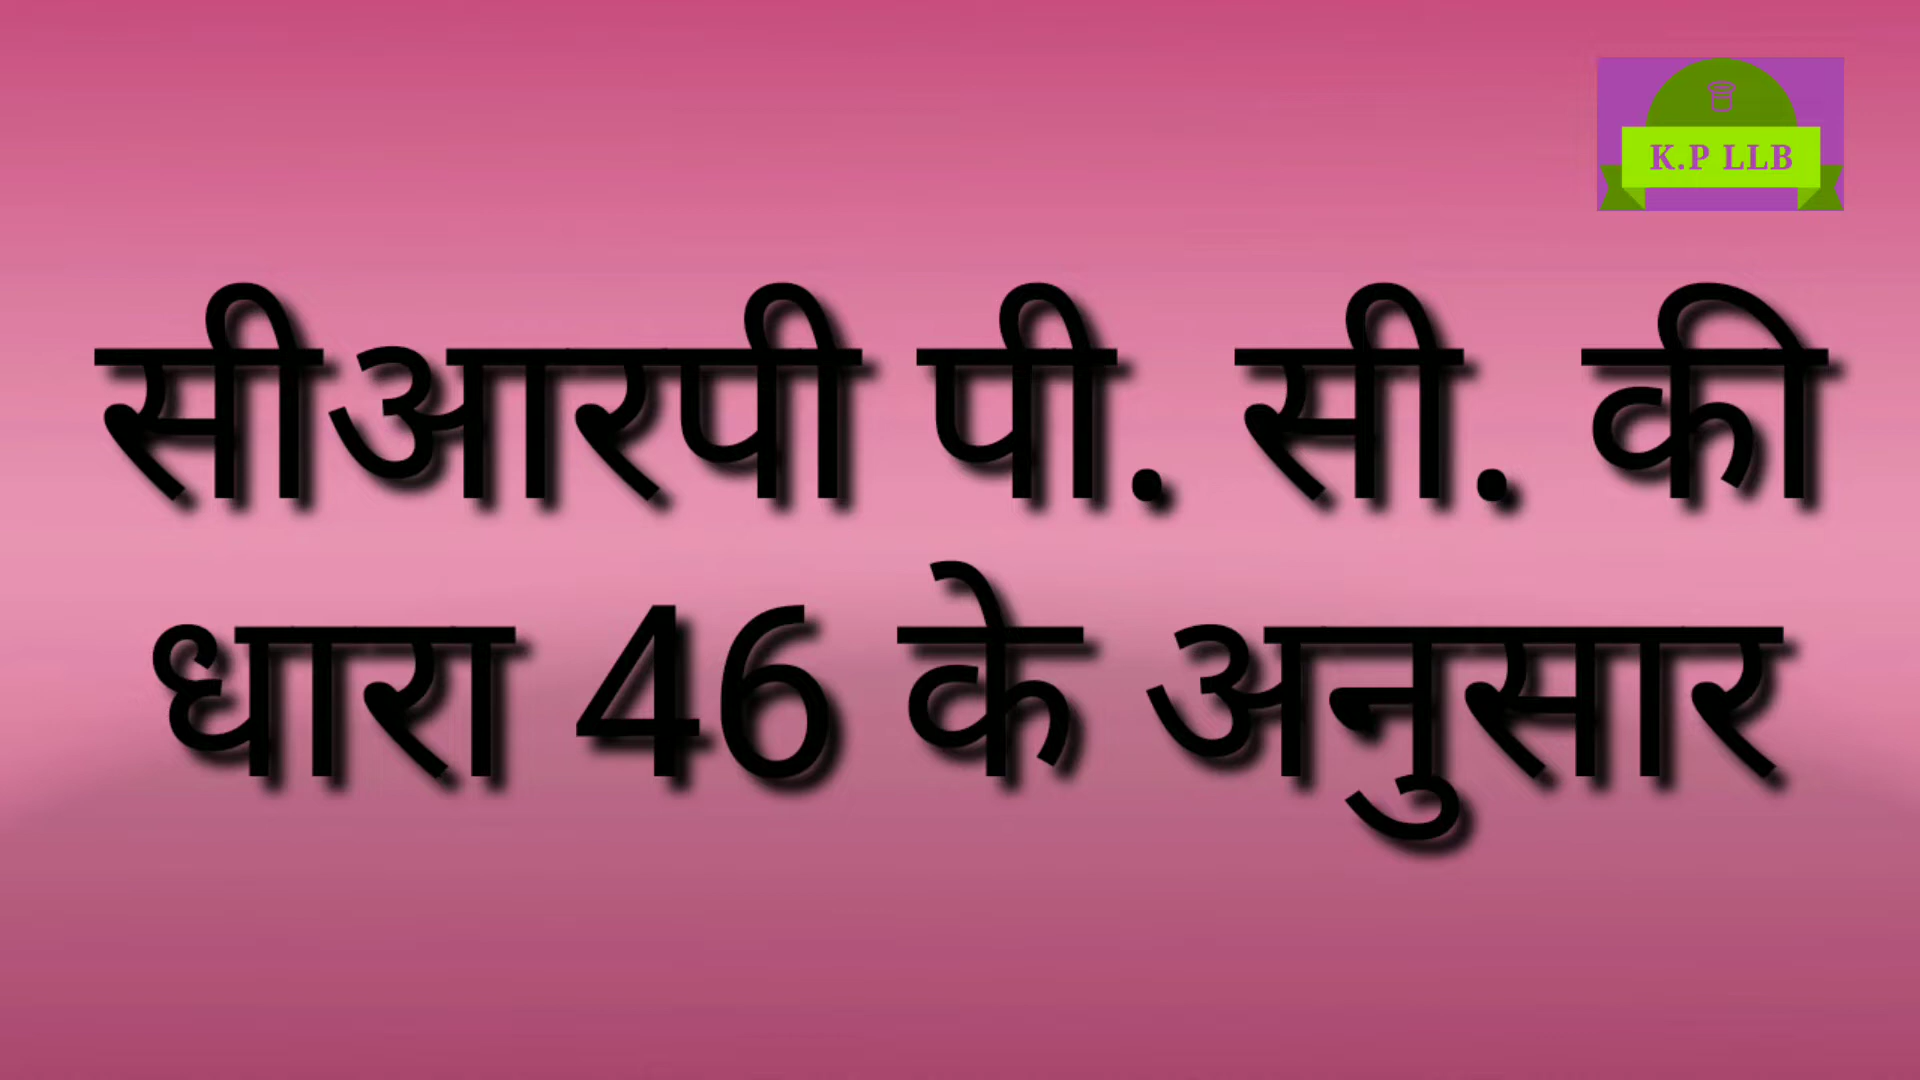 K.P LLB
सीआरपी पी. सी. की
धारा 46 के अनुसार